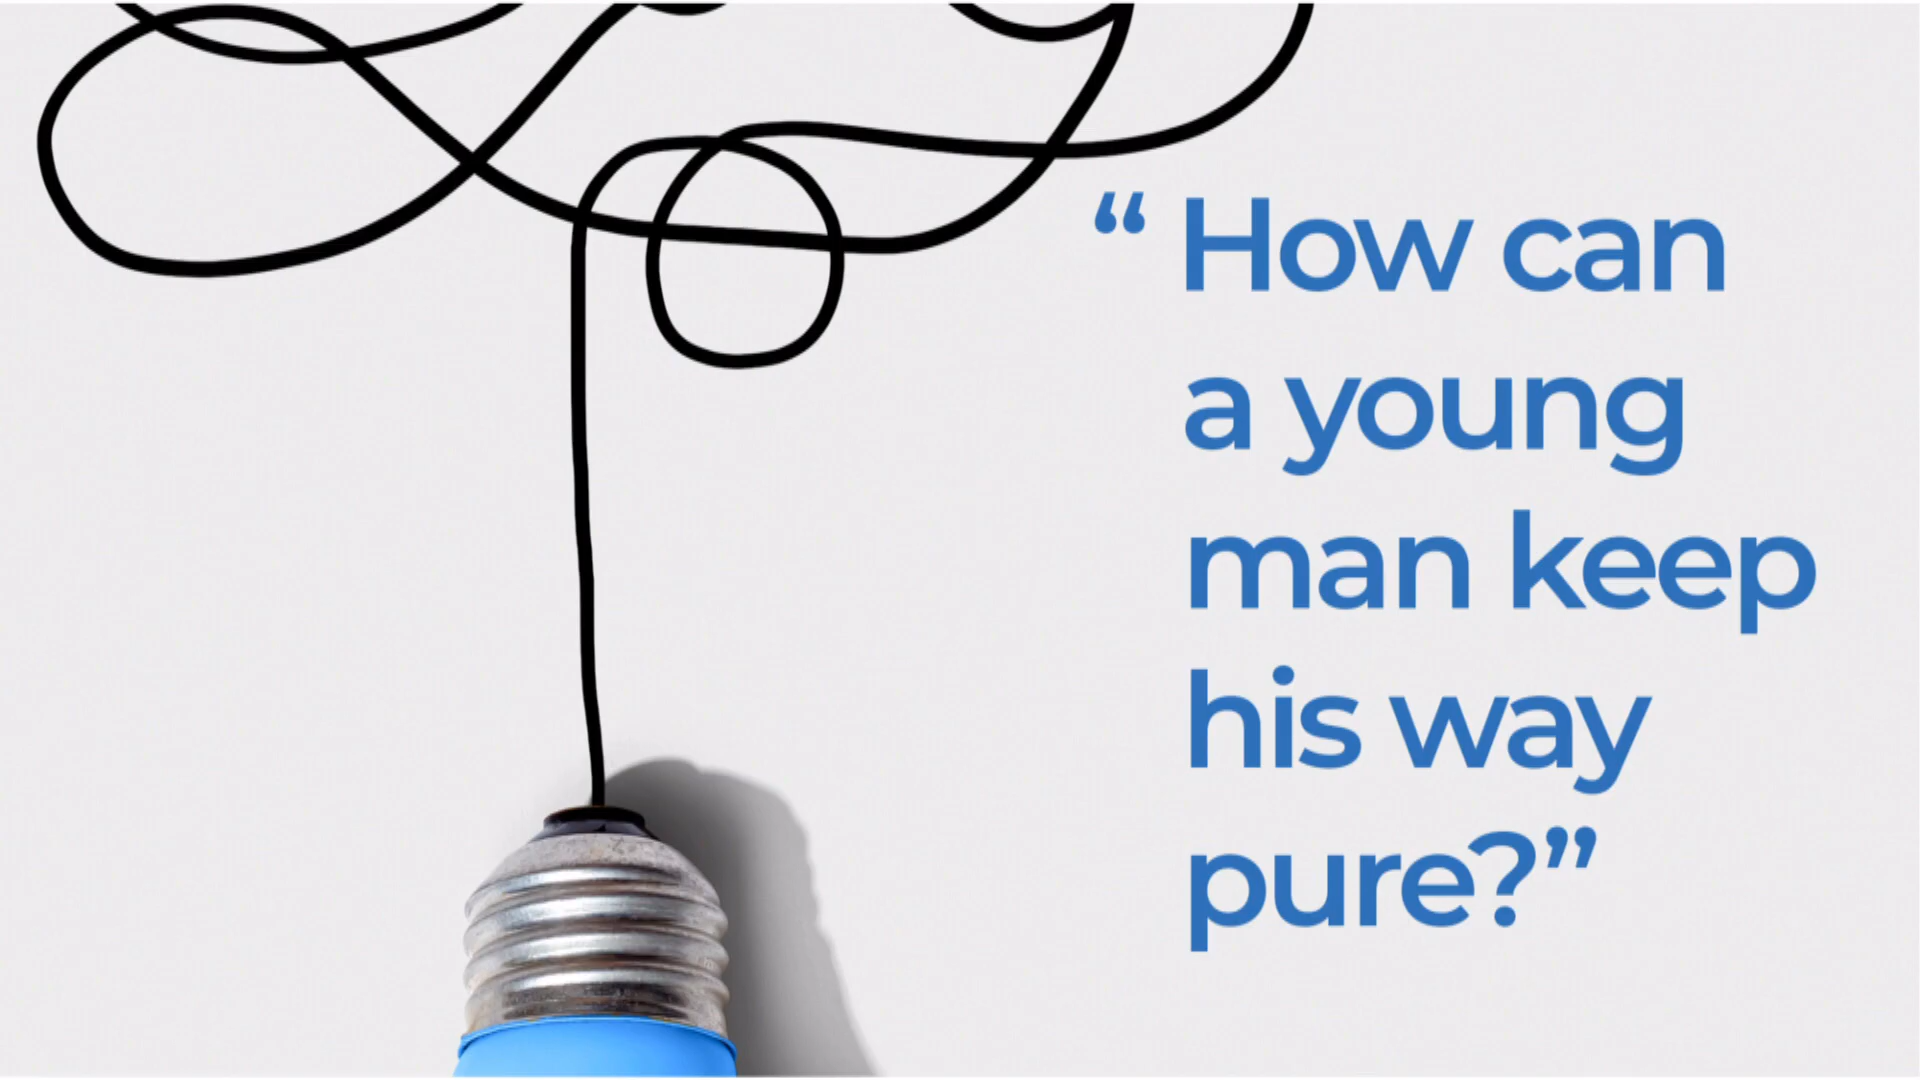 “ How can
a young
man keep
his way
pure?”